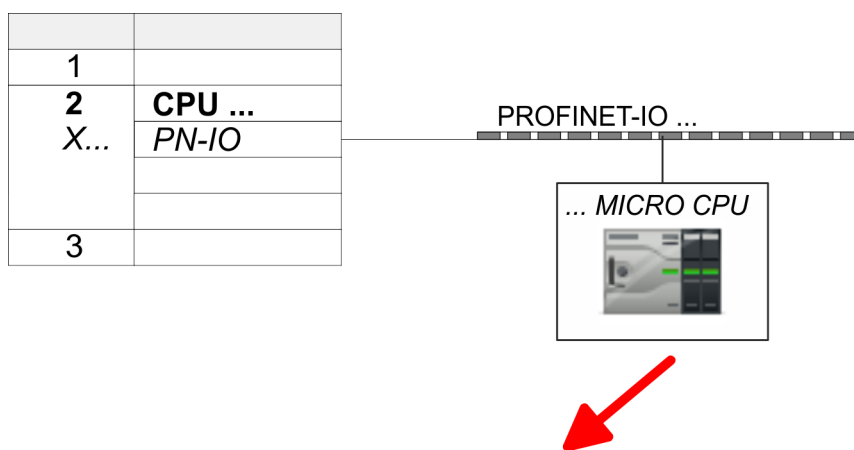 1
2 CPU ...
X... PN-IO
3
PROFINET-IO ...
... MICRO CPU